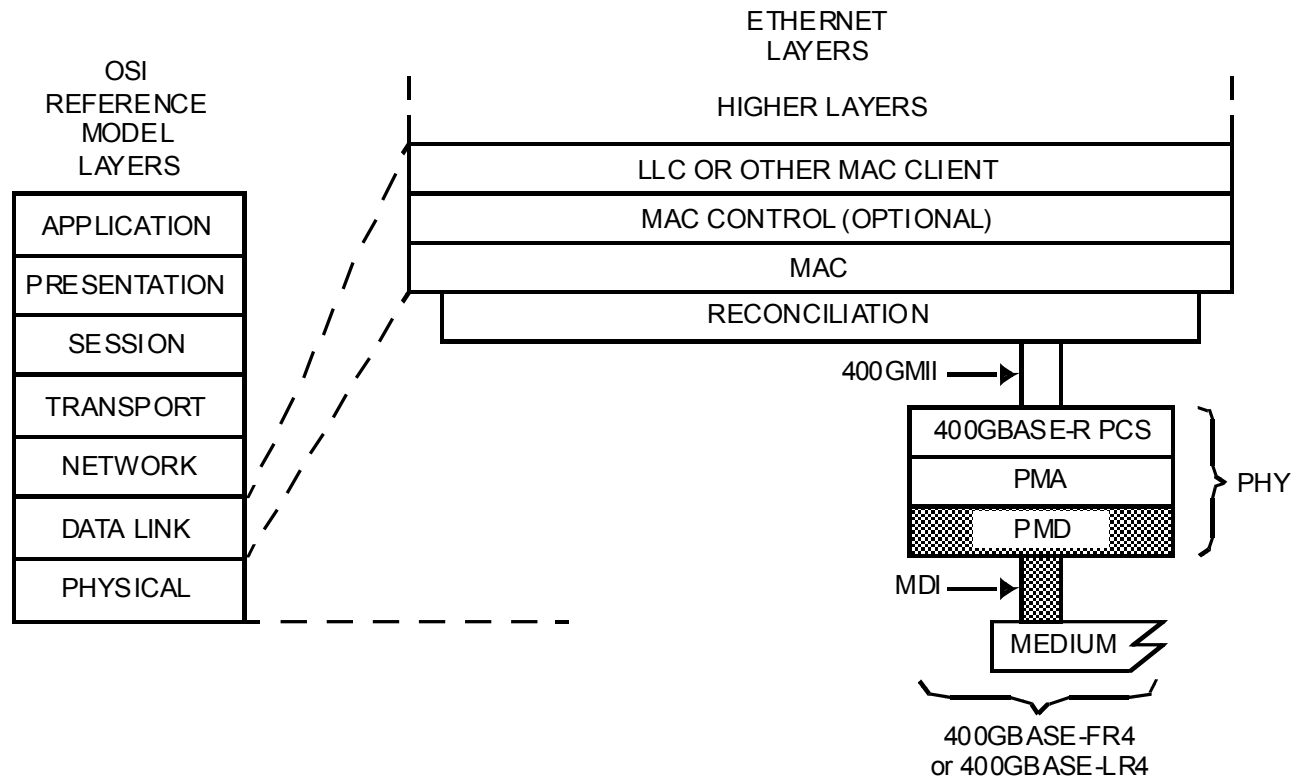 ETHERNET
LAYERS
OSI
REFERENCE
MODEL
LAYERS
HIGHER LAYERS
LLC OR OTHER MAC CLIENT
MAC CONTROL (OPTIONAL)
MAC
RECONCILIATION
APPLICATION
PRESENTATION
SESSION
TRANSPORT
NETWORK
DATA LINK
PHYSICAL
400GMII
400GBASE-R PCS
PMA
PMD
PHY
MDI
MEDIUM
400GBASE-FR4
or 400GBASE-LR4